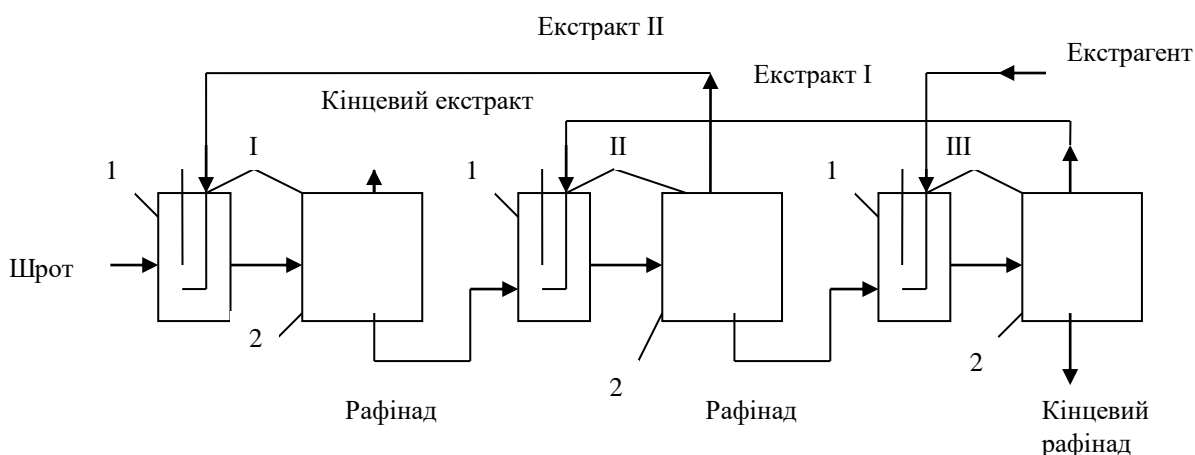 Екстракт II
Екстракт I
Екстрагент
Кінцевий екстракт
I
II
III
1
1
1
Шрот
2
2
2
Рафінад
Рафінад
Кінцевий
рафінад